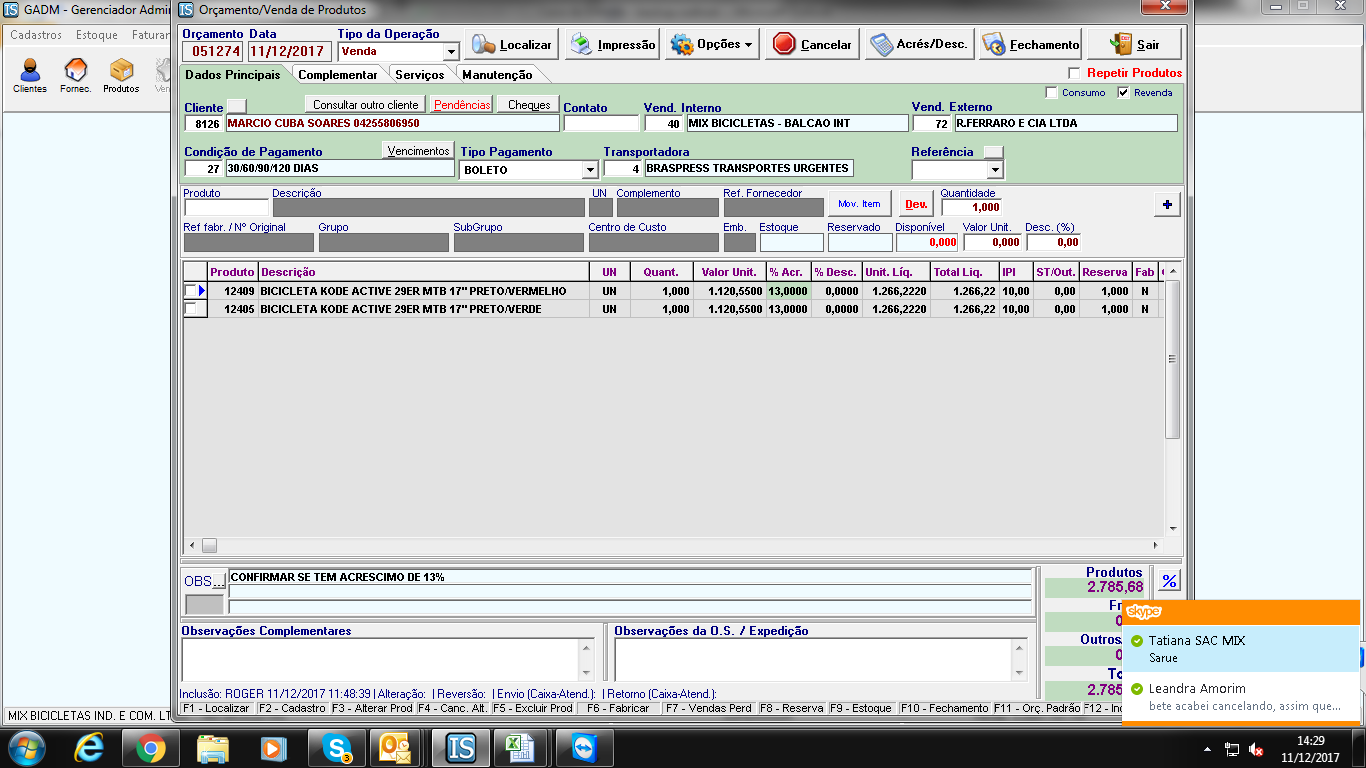 GADM - Gerenciador Admir
Orçamento/Venda de Produtos
Cadastros Estoque Faturar
Clientes Fornec. Produtos Ven
Orçamento Data Tipo da Operação
051274 11/12/2017 Venda
Localizar Impressão Opções Cancelar Acrés/Desc. Fechamento Sair
Dados Principais Complementar Serviços Manutenção
Repetir Produtos
Consumo Revenda
Cliente Consultar outro cliente Pendências Cheques Contato Vend. Interno Vend. Externo
8126 MARCIO CUBA SOARES 04255806950 40 MIX BICICLETAS - BALCAO INT 72 R.FERRARO E CIA LTDA
Condição de Pagamento Vencimentos Tipo Pagamento Transportadora Referência
27 30/60/90/120 DIAS BOLETO 4 BRASPRESS TRANSPORTES URGENTES
Produto Descrição UN Complemento Ref. Fornecedor Mov. Item Dev. Quantidade
1,000 +
Ref fabr. / Nº Original Grupo SubGrupo Centro de Custo Emb. Estoque Reservado Disponível Valor Unit. Desc. (%)
0,000 0,000 0,00
Produto Descrição UN Quant. Valor Unit. % Acr. % Desc. Unit. Líq. Total Liq. IPI ST/Out. Reserva Fab
12409 BICICLETA KODE ACTIVE 29ER MTB 17" PRETO/VERMELHO UN 1,000 1.120,5500 13,0000 0,0000 1.266,2220 1.266,22 10,00 0,00 1,000 N
12405 BICICLETA KODE ACTIVE 29ER MTB 17" PRETO/VERDE UN 1,000 1.120,5500 13,0000 0,0000 1.266,2220 1.266,22 10,00 0,00 1,000 N
OBS... CONFIRMAR SE TEM ACRESCIMO DE 13%
Produtos %
2.785,68
Fr
0
Outros
0
To
2.785
Observações Complementares Observações da O.S. / Expedição
Inclusão: ROGER 11/12/2017 11:48:39 | Alteração: | Reversão: | Envio (Caixa-Atend.): | Retorno (Caixa-Atend.):
F1 - Localizar F2 - Cadastro F3 - Alterar Prod F4 - Canc. Alt. F5 - Excluir Prod F6 - Fabricar F7 - Vendas Perd F8 - Reserva F9 - Estoque F10 - Fechamento F11 - Orç. Padrão F12 - Inc
MIX BICICLETAS IND. E COM. LT
skype
Tatiana SAC MIX
Sarue
Leandra Amorim
bete acabei cancelando, assim que...
3
14:29
11/12/2017